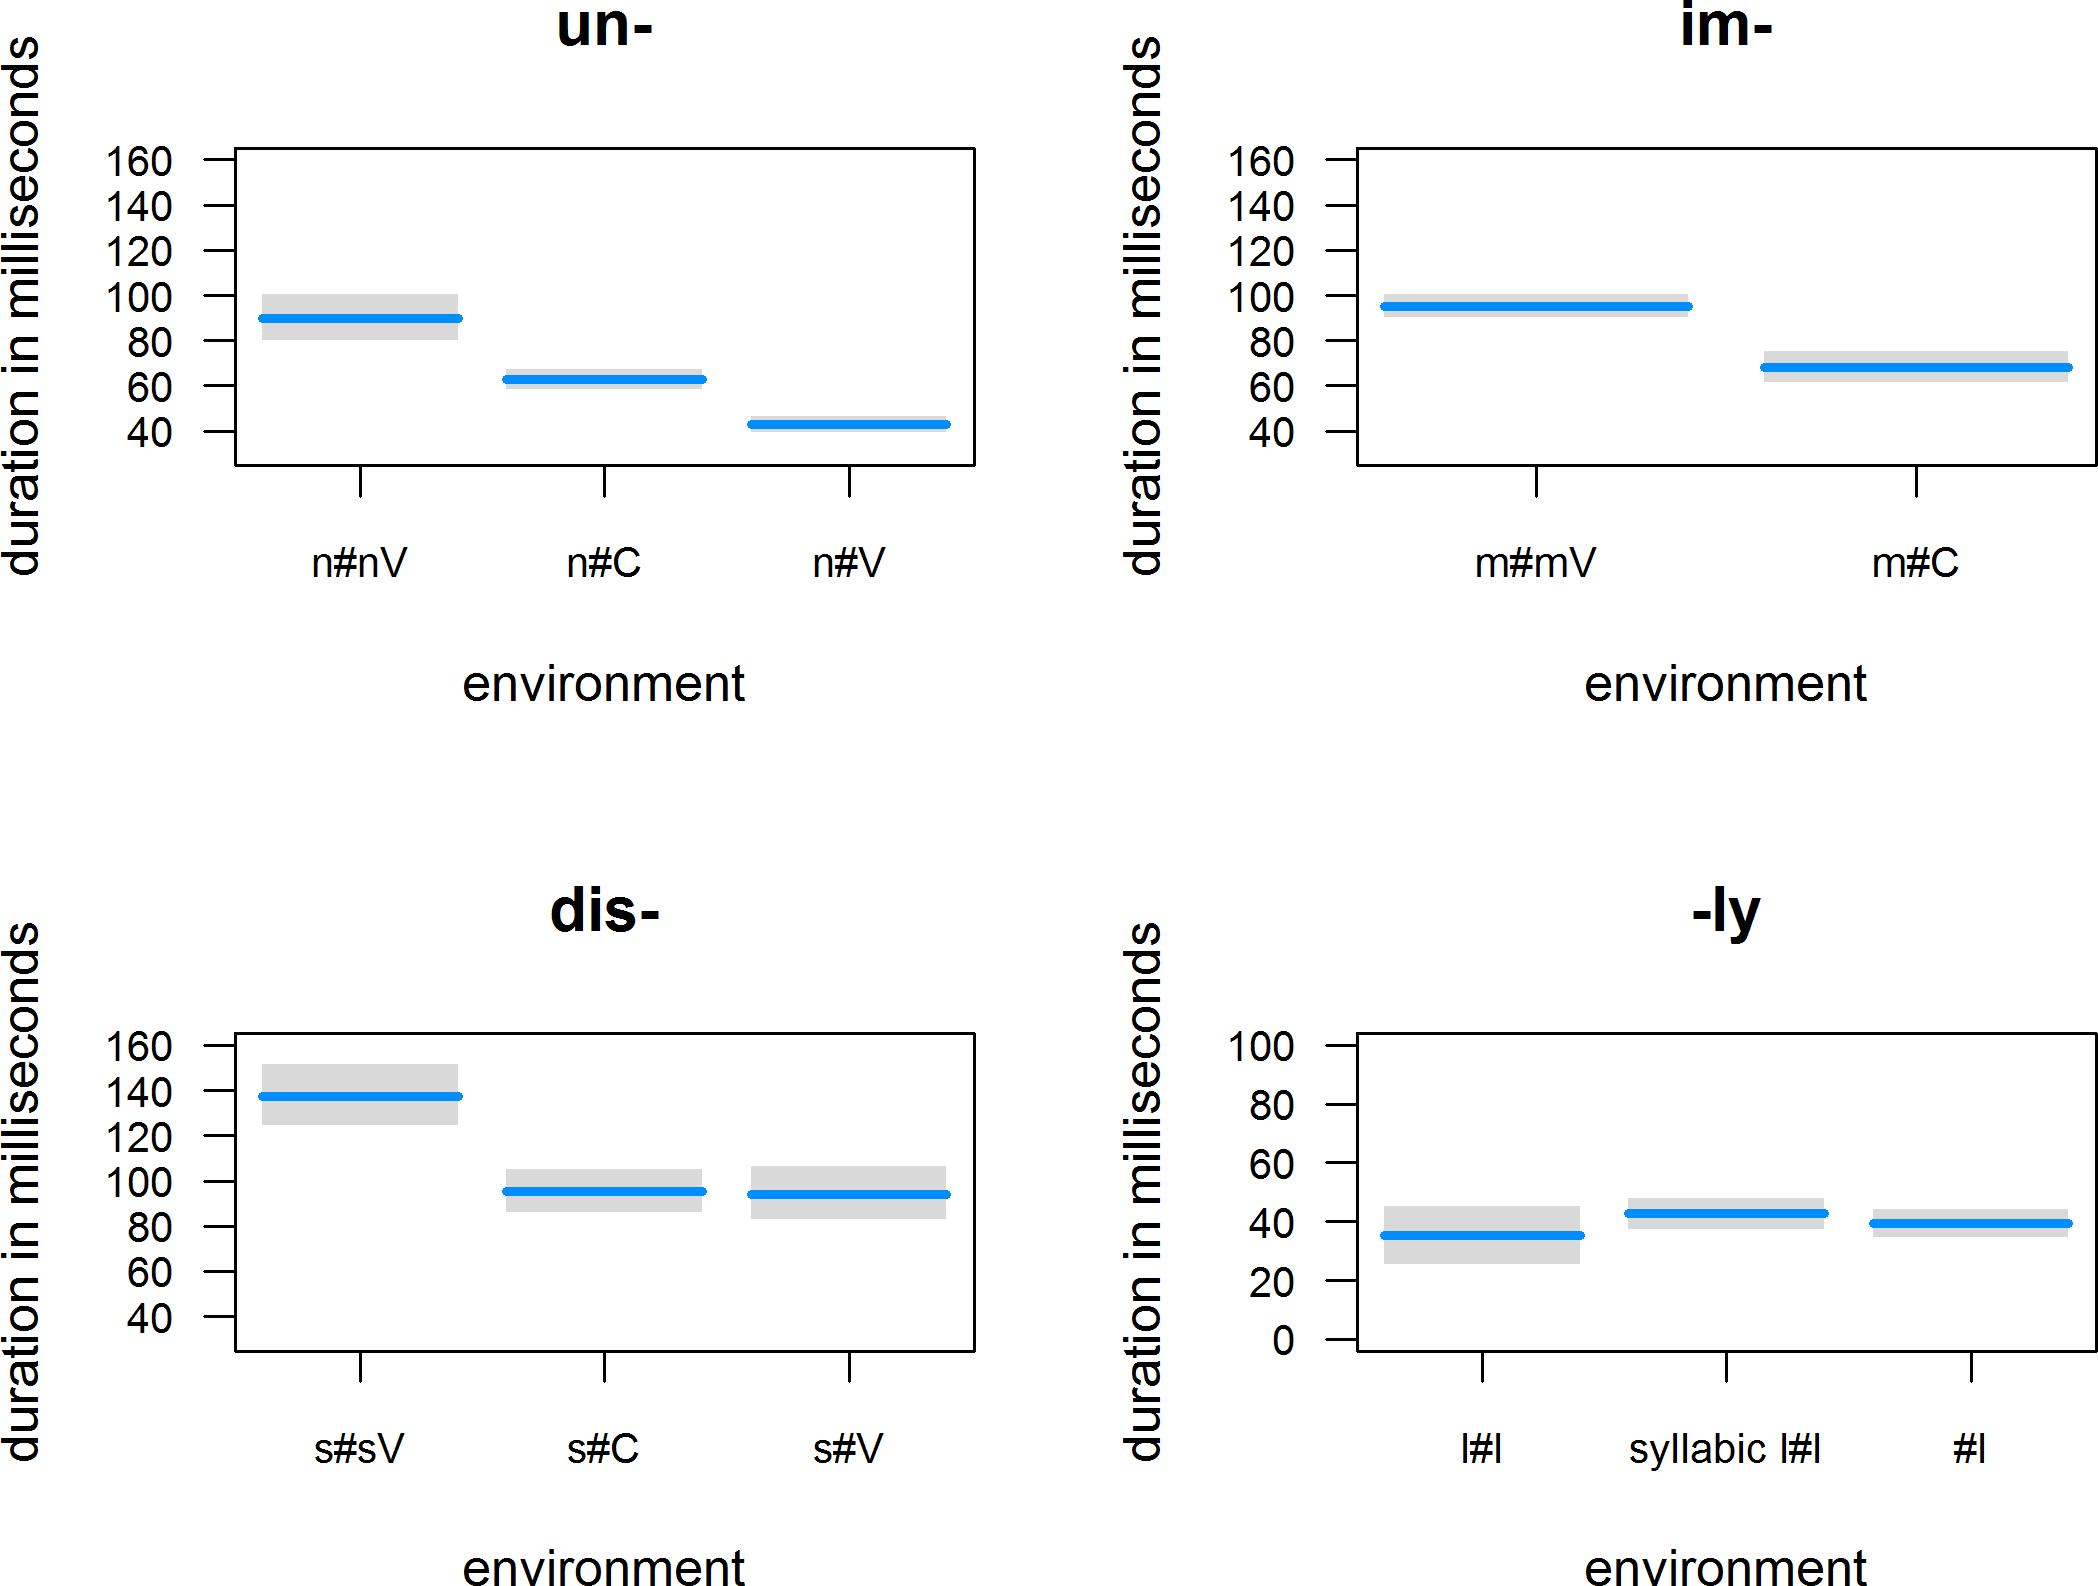 un-
duration in milliseconds
160
140
120
100
80
60
40
n#nV n#C n#V
environment
im-
duration in milliseconds
160
140
120
100
80
60
40
m#mV m#C
environment
dis-
duration in milliseconds
160
140
120
100
80
60
40
s#sV s#C s#V
environment
-ly
duration in milliseconds
100
80
60
40
20
0
l#l syllabic l#l #l
environment